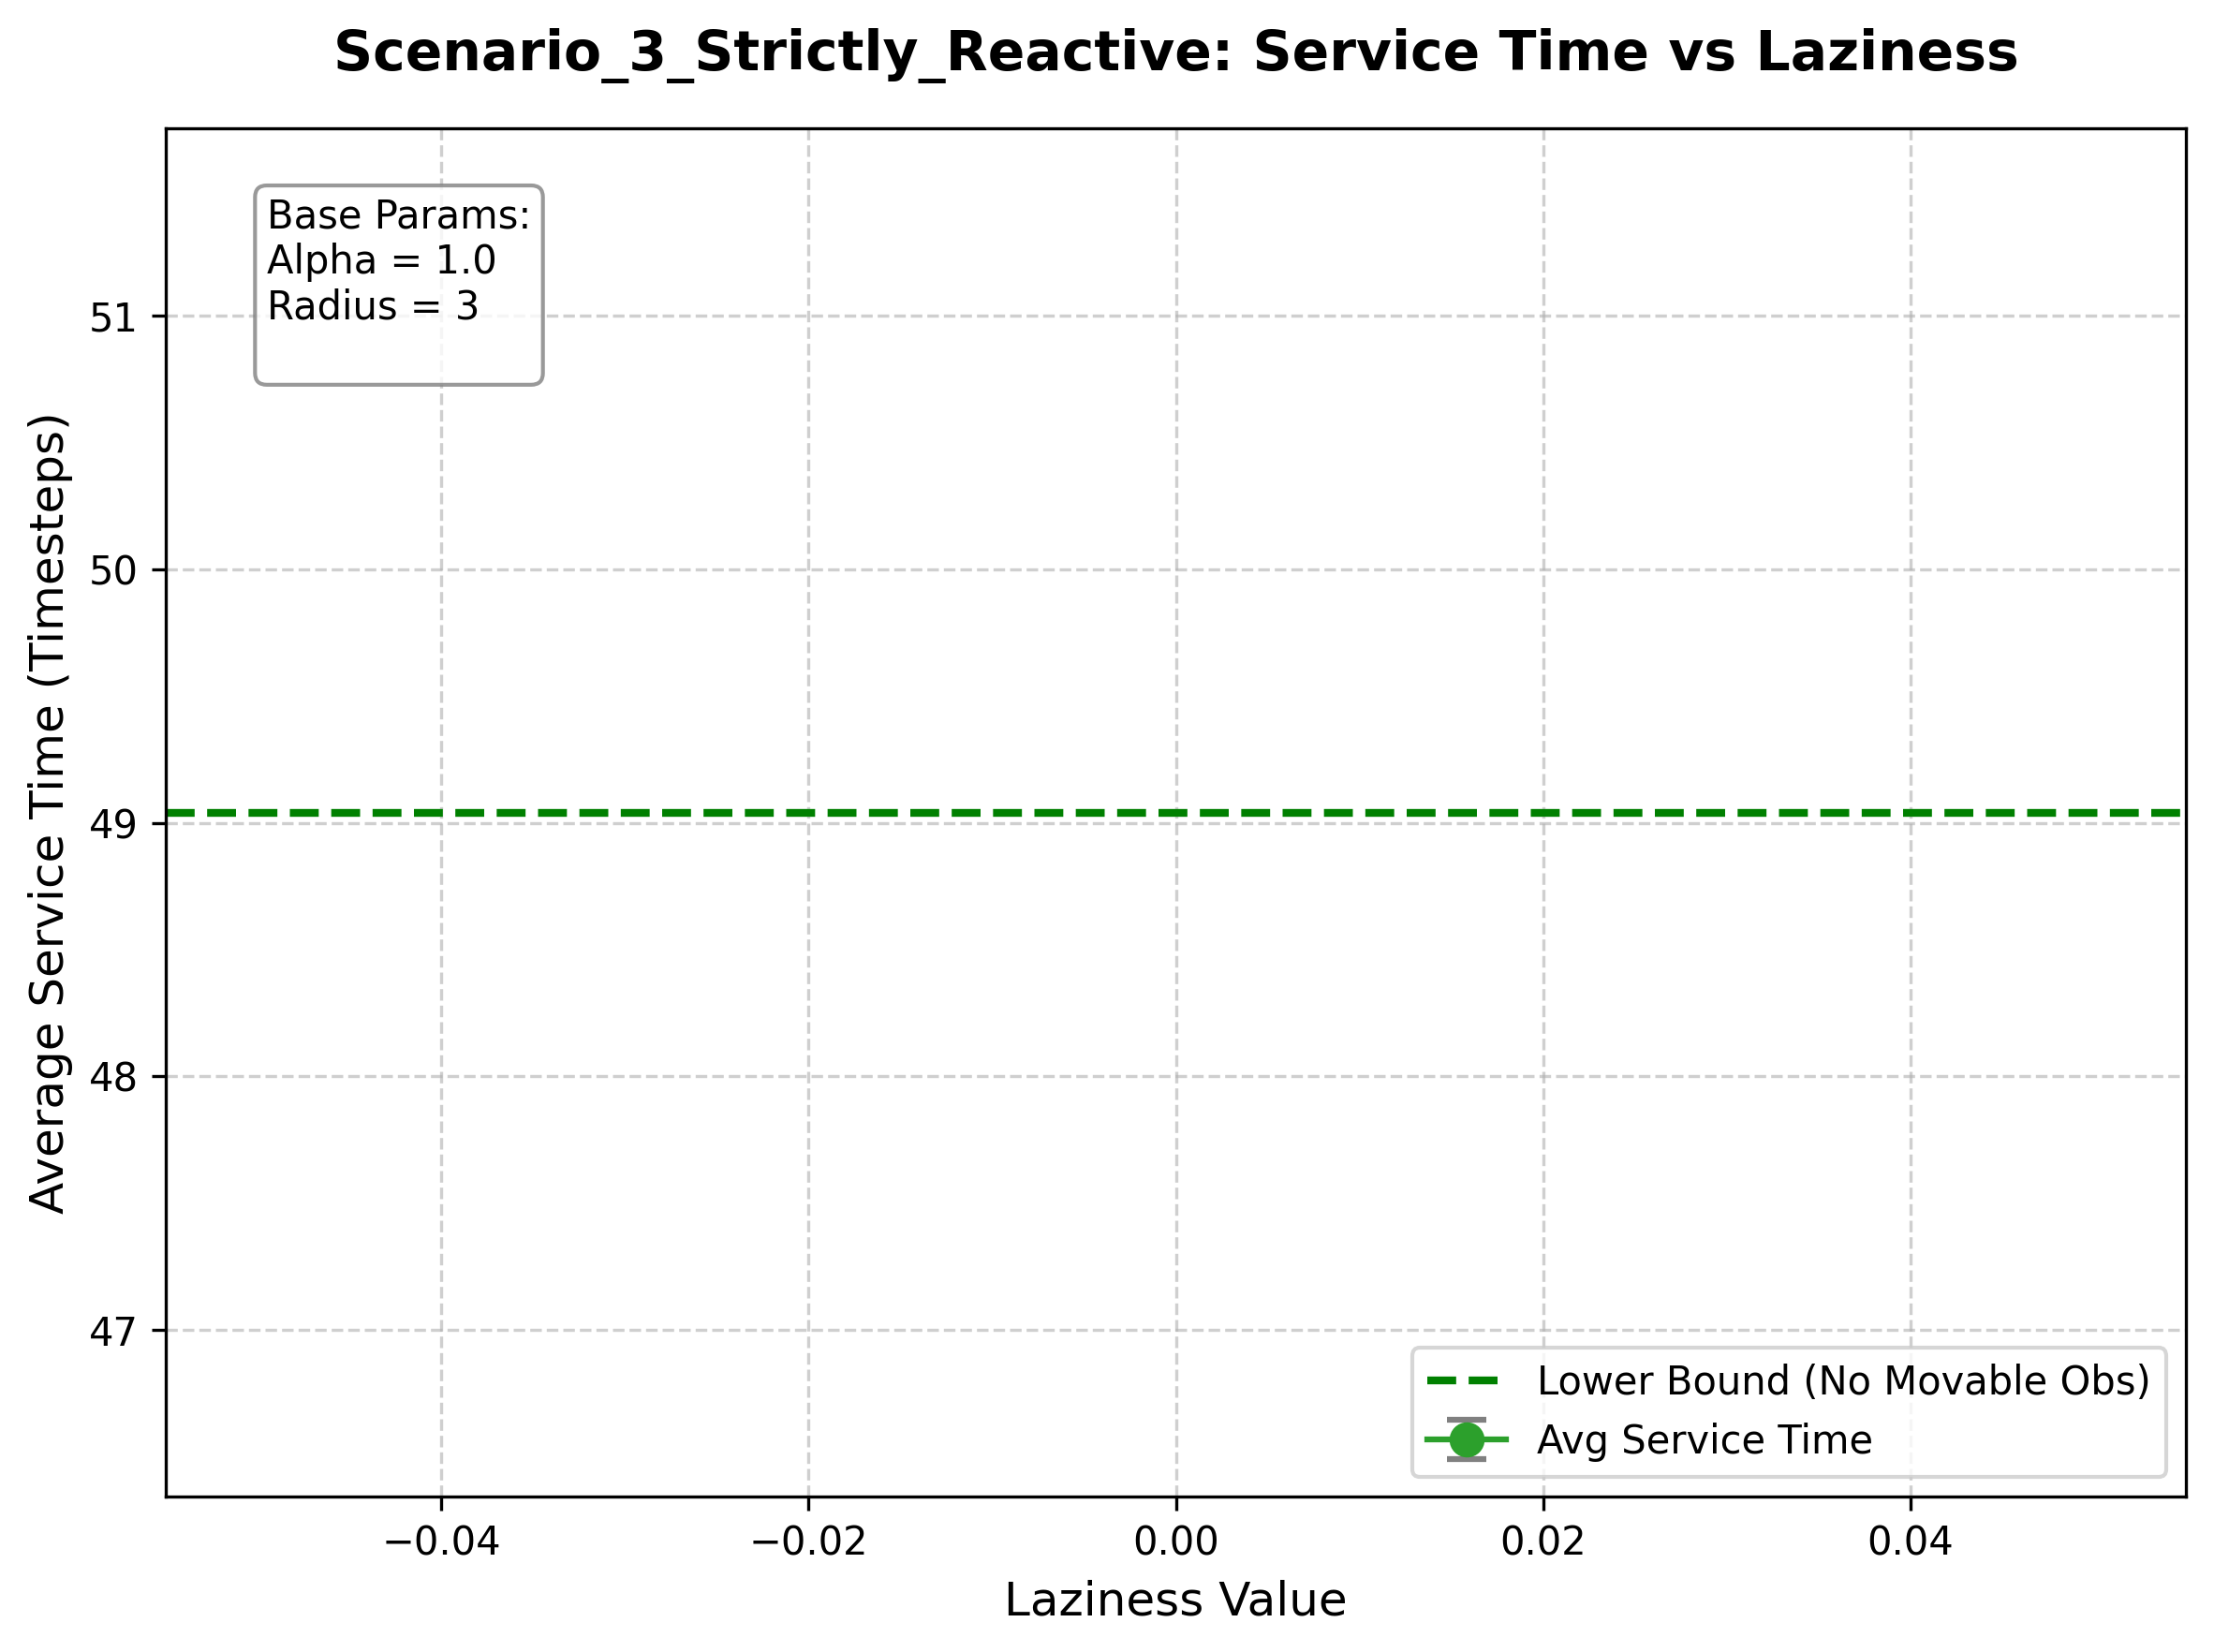 Scenario_3_Strictly_Reactive: Service Time vs Laziness
Base Params:
Alpha = 1.0
Radius = 3
Average Service Time (Timesteps)
51
50
49
48
47
Lower Bound (No Movable Obs)
Avg Service Time
−0.04
−0.02
0.00
0.02
0.04
Laziness Value